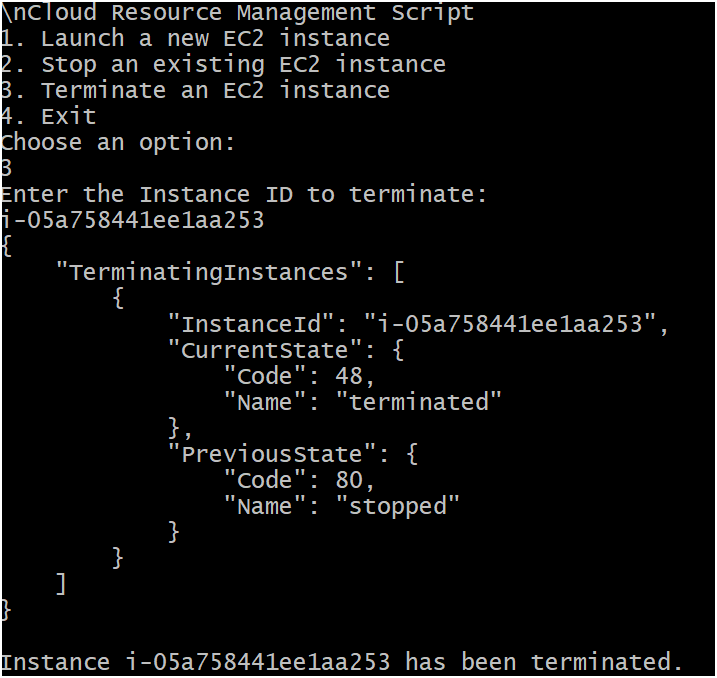 \nCloud Resource Management Script
1. Launch a new EC2 instance
2. Stop an existing EC2 instance
3. Terminate an EC2 instance
4. Exit
Choose an option:
3
Enter the Instance ID to terminate:
i-05a758441ee1aa253
{
    "TerminatingInstances": [
        {
            "InstanceId": "i-05a758441ee1aa253",
            "CurrentState": {
                "Code": 48,
                "Name": "terminated"
            },
            "PreviousState": {
                "Code": 80,
                "Name": "stopped"
            }
        }
    ]
}
Instance i-05a758441ee1aa253 has been terminated.